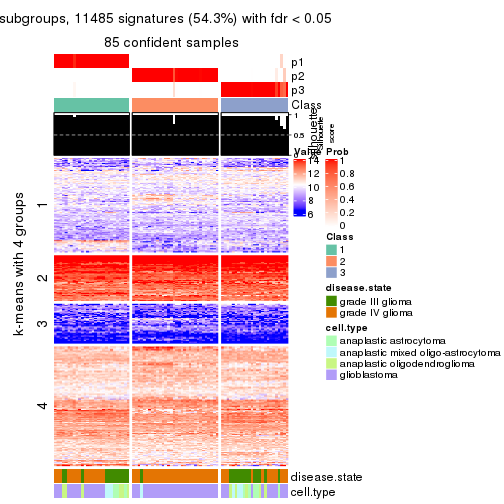 subgroups, 11485 signatures (54.3%) with fdr < 0.05
85 confident samples
p1
p2
p3
Class
1
0.5
0
Silhouette
score
k-means with 4 groups
1
2
3
4
disease.state
cell.type
Value
14
12
10
8
6
Prob
1
0.8
0.6
0.4
0.2
0
Class
1
2
3
disease.state
grade III glioma
grade IV glioma
cell.type
anaplastic astrocytoma
anaplastic mixed oligo-astrocytoma
anaplastic oligodendroglioma
glioblastoma